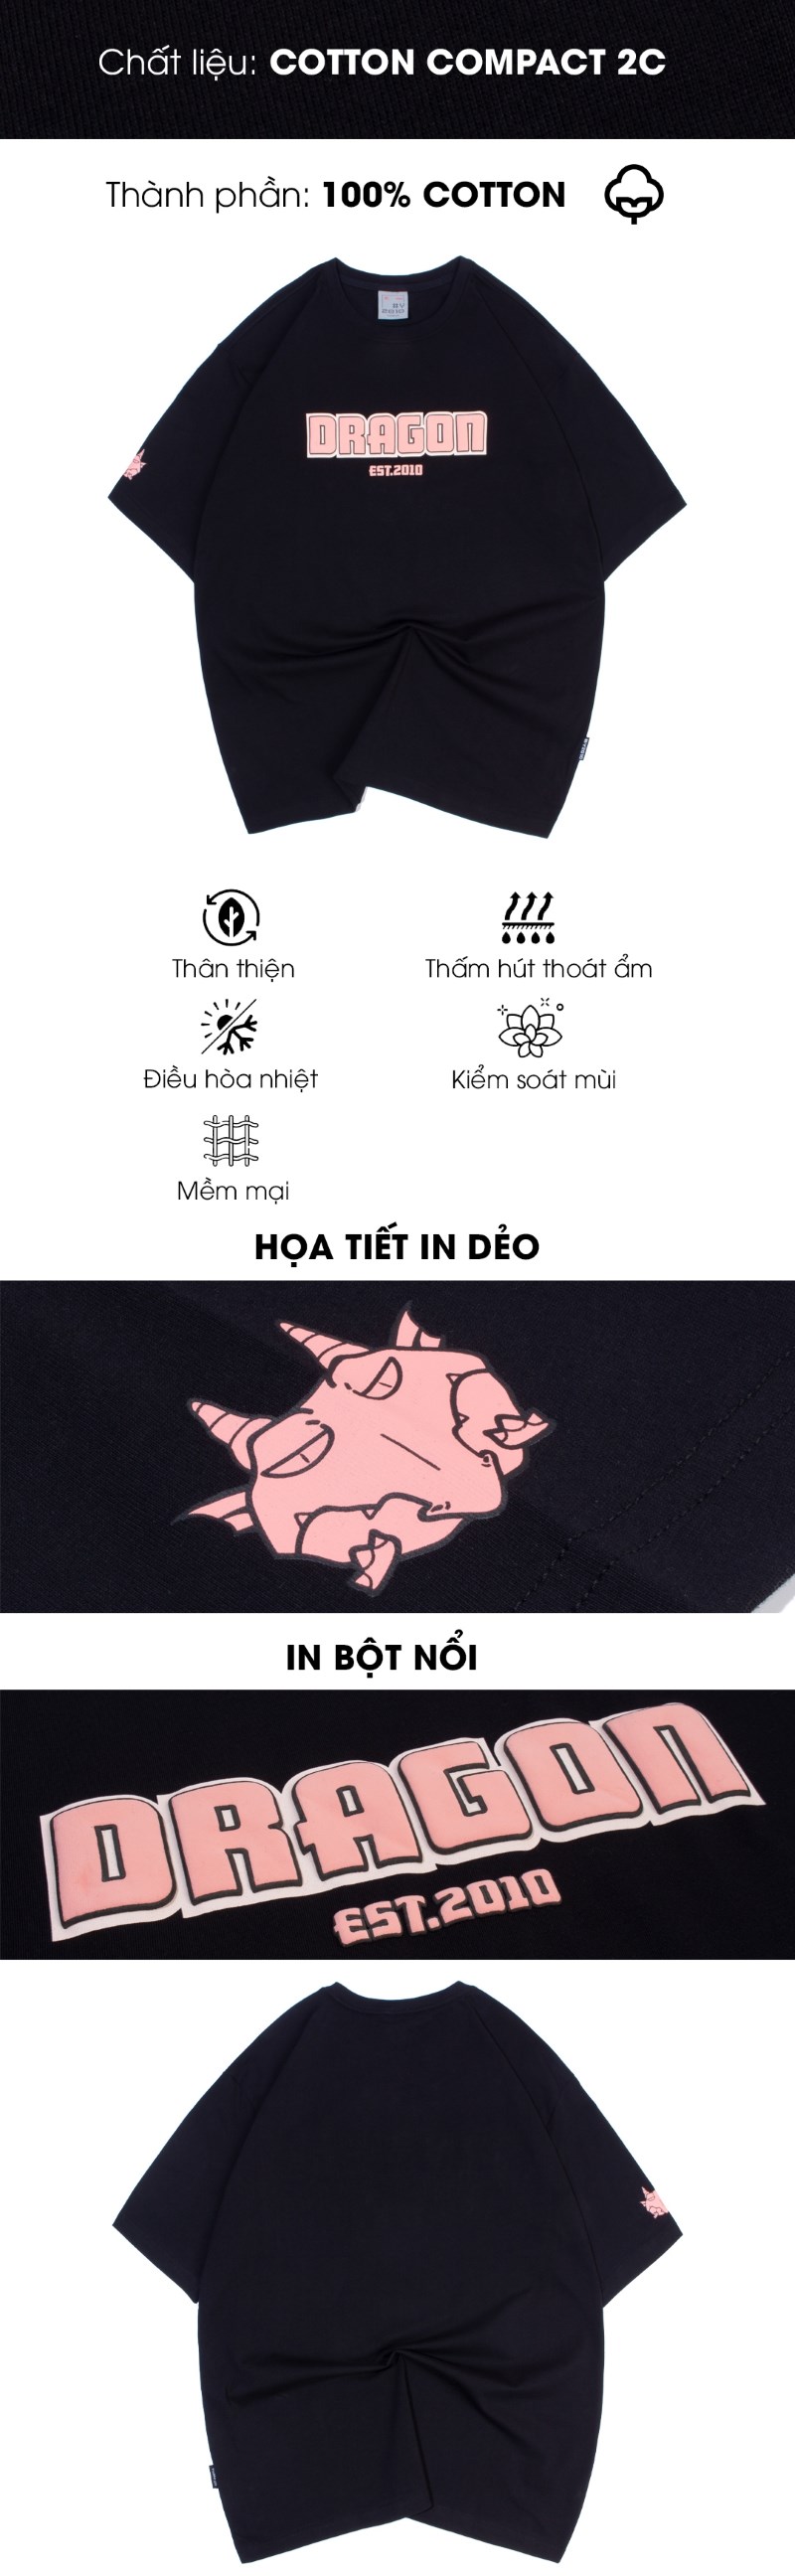 Chất liệu: COTTON COMPACT 2C
Thành phần: 100% COTTON
DRAGON
EST.2010
Thân thiện
Thấm hút thoát ẩm
Điều hòa nhiệt
Kiểm soát mùi
Mềm mại
HỌA TIẾT IN DẺO
IN BỘT NỔI
DRAGON
EST.2010